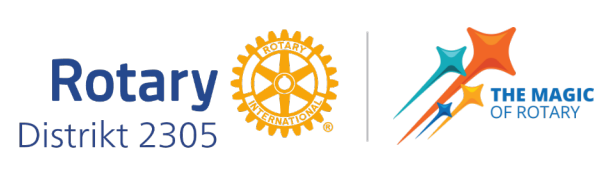 Rotary
Distrikt 2305
ROTARY
INTERNATIONAL
®
THE MAGIC
OF ROTARY